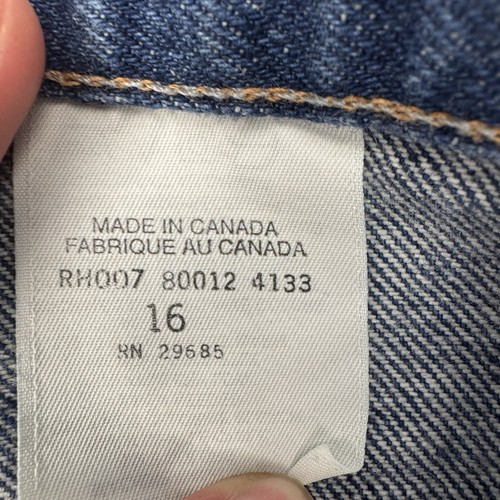 MADE IN CANADA
FABRIQUE AU CANADA
RH007 80012 4133
16
RN 29685